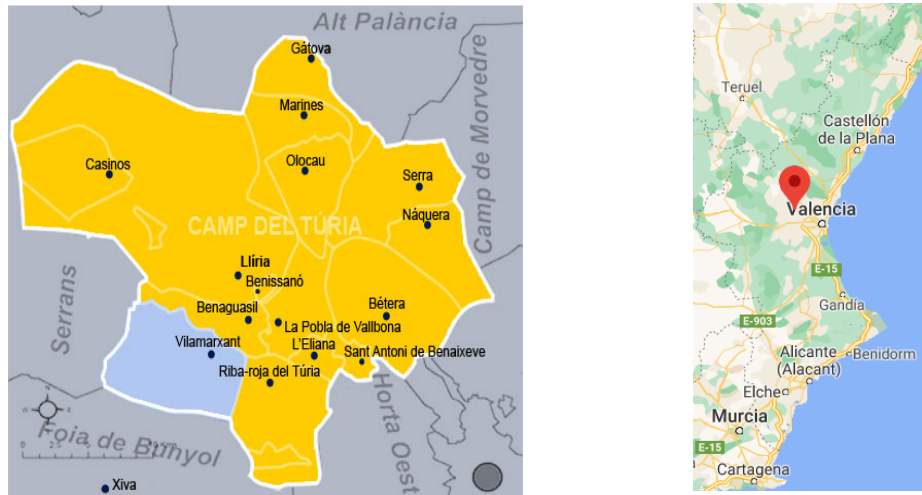 Alt Palància
Gátova
Camp de Morvedre
Marines
Casinos
Olocau
Serra
Náquera
CAMP DEL TÚRIA
Llíria
Benissanó
Serrans
Benaguasil
Bétera
La Pobla de Vallbona
Vilamarxant
L'Eliana
Sant Antoni de Benaixeve
Riba-roja del Túria
Horta Oest
Foia de Bunyol
Xiva
Teruel
Castellón
de la Plana
Valencia
E-15
Gandía
E-903
Alicante
(Alacant)
Benidorm
Elche
Murcia
E-15
Cartagena